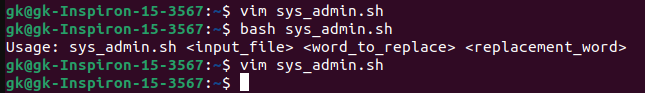 gk@gk-Inspiron-15-3567:~$ vim sys_admin.sh
gk@gk-Inspiron-15-3567:~$ bash sys_admin.sh
Usage: sys_admin.sh <input_file> <word_to_replace> <replacement_word>
gk@gk-Inspiron-15-3567:~$ vim sys_admin.sh
gk@gk-Inspiron-15-3567:~$